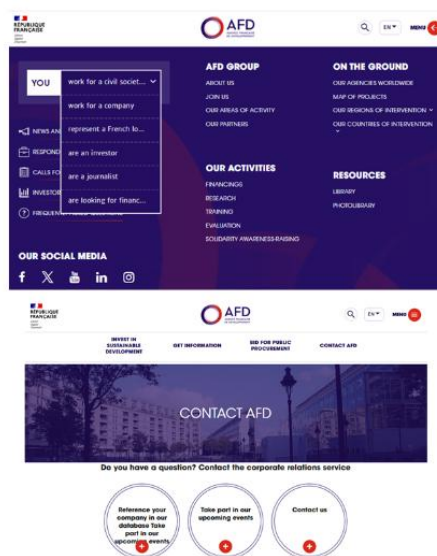 RÉPUBLIQUE
FRANÇAISE
AFD
EN
MENU
YOU
work for a civil societ...
work for a company
represent a French lo...
are an investor
are a journalist
are looking for financ...
NEWS AN
RESPOND
CALLS FO
INVESTOR
FREQUENT
OUR SOCIAL MEDIA
AFD GROUP
ABOUT US
JOIN US
OUR AREAS OF ACTIVITY
OUR PARTNERS
ON THE GROUND
OUR AGENCIES WORLDWIDE
MAP OF PROJECTS
OUR REGIONS OF INTERVENTION
OUR COUNTRIES OF INTERVENTION
OUR ACTIVITIES
FINANCINGS
RESEARCH
TRAINING
EVALUATION
SOLIDARITY AWARENESS-RAISING
RESOURCES
LIBRARY
PHOTOLIBRARY
RÉPUBLIQUE
FRANÇAISE
AFD
EN
MENU
INVEST IN
SUSTAINABLE
DEVELOPMENT
GET INFORMATION
BID FOR PUBLIC
PROCUREMENT
CONTACT AFD
CONTACT AFD
Do you have a question? Contact the corporate relations service
Reference your
company in our
database Take
part in our
upcoming events
Take part in our
upcoming events
Contact us